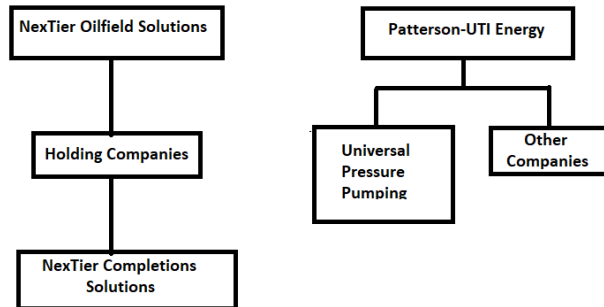 NexTier Oilfield Solutions
Holding Companies
NexTier Completions
Solutions
Patterson-UTI Energy
Universal
Pressure
Pumping
Other
Companies